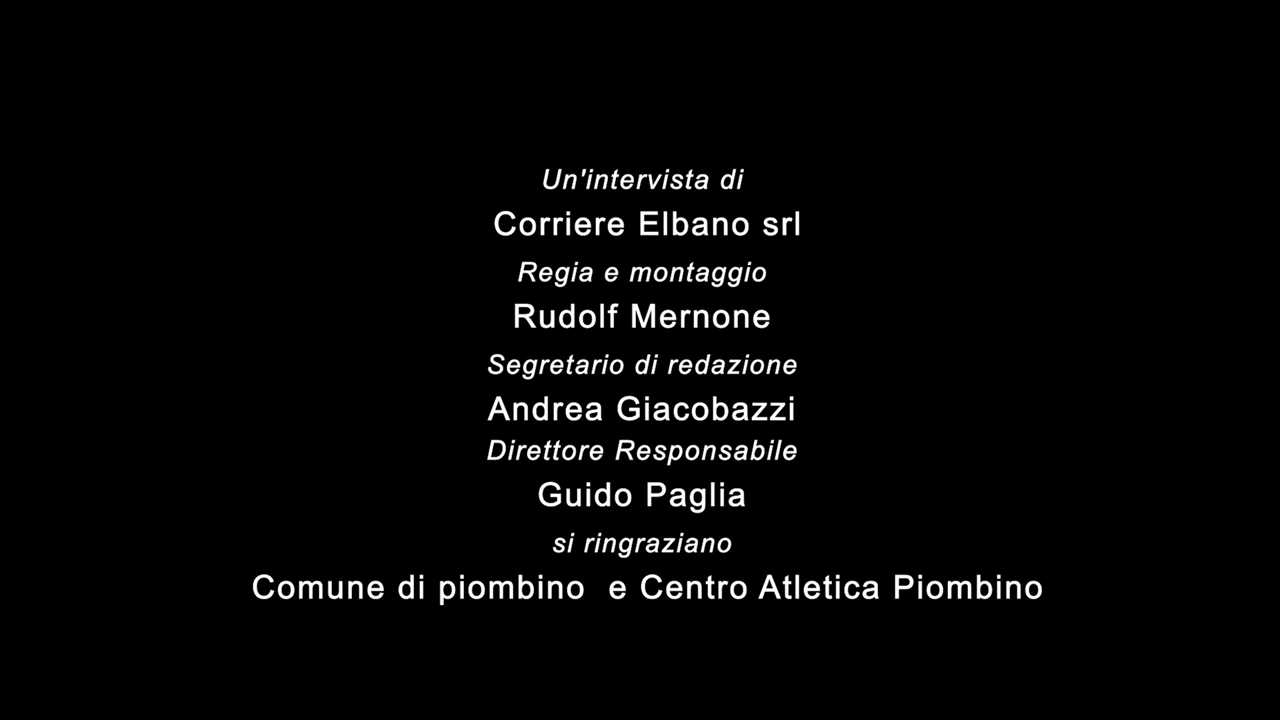 Un'intervista di
Corriere Elbano srl
Regia e montaggio
Rudolf Mernone
Segretario di redazione
Andrea Giacobazzi
Direttore Responsabile
Guido Paglia
si ringraziano
Comune di piombino  e Centro Atletica Piombino